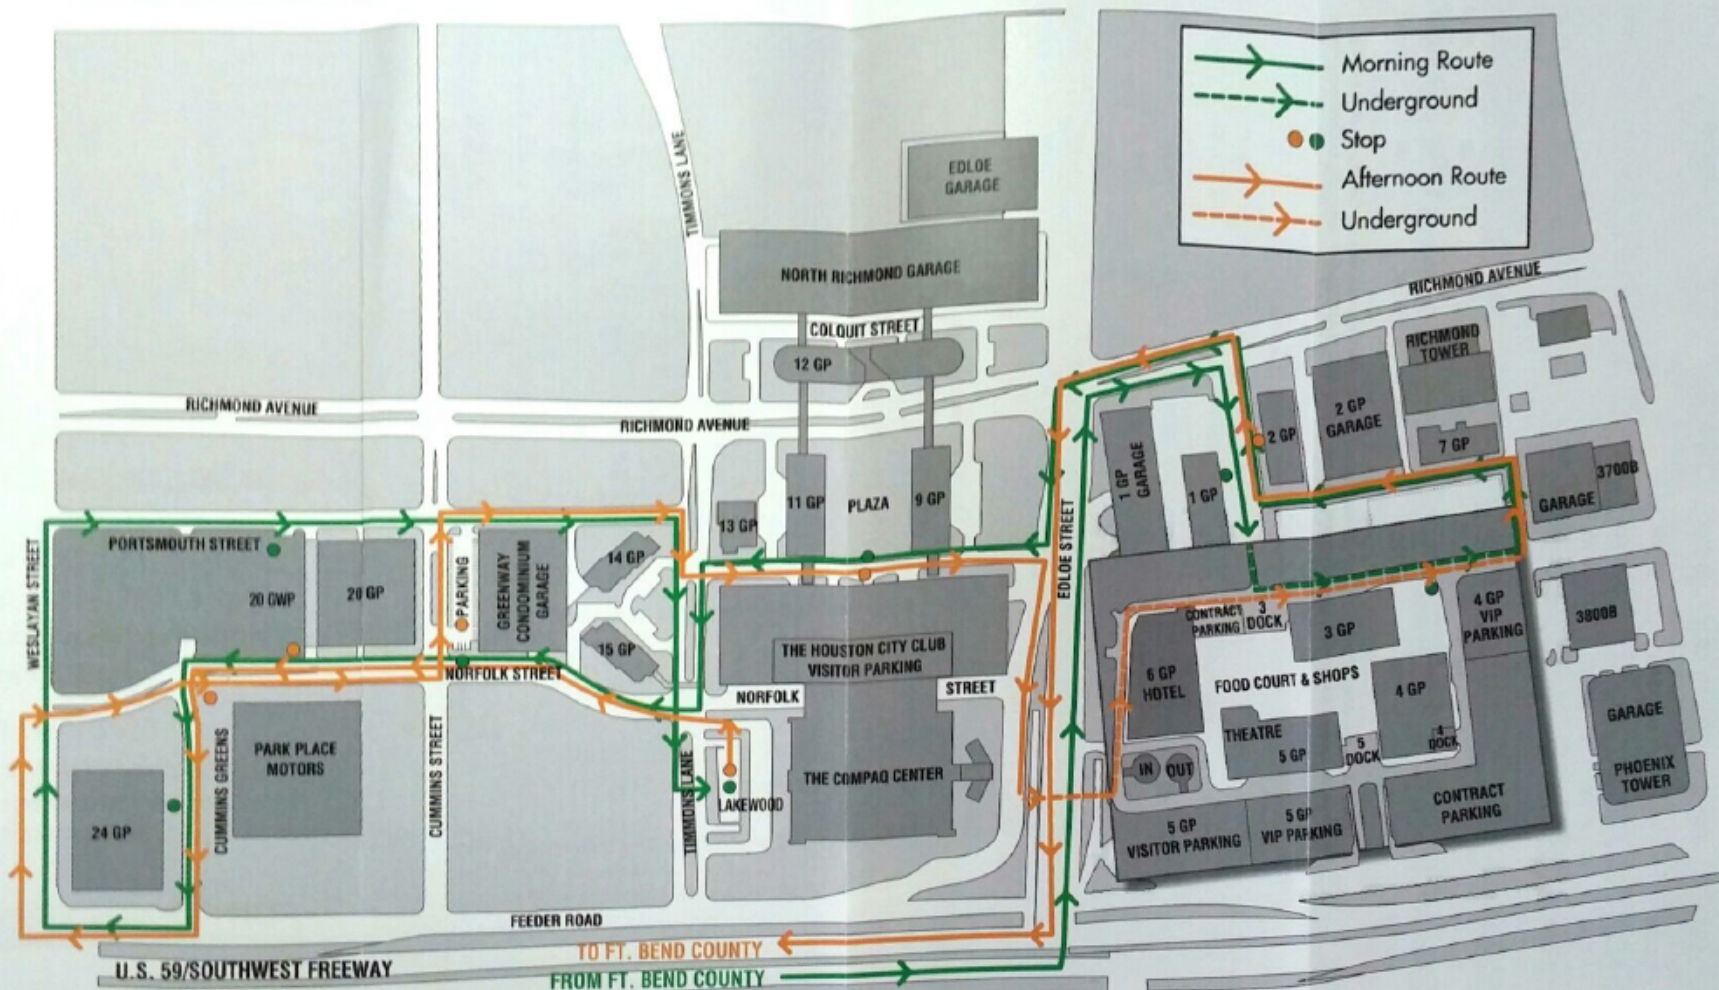 Morning Route
Underground
Stop
Afternoon Route
Underground
TIMMONS LANE
EDLOE
GARAGE
NORTH RICHMOND GARAGE
COLQUIT STREET
12 GP
RICHMOND AVENUE
RICHMOND AVENUE
RICHMOND AVENUE
RICHMOND
TOWER
2 GP
GARAGE
2 GP
7 GP
1 GP
GARAGE
1 GP
GARAGE
3700B
11 GP
PLAZA
9 GP
13 GP
EDLOE STREET
WESLAYAN STREET
PORTSMOUTH STREET
20 GWP
20 GP
PARKING
GREENWAY
CONDOMINIUM
GARAGE
14 GP
15 GP
NORFOLK STREET
THE HOUSTON CITY CLUB
VISITOR PARKING
NORFOLK
STREET
CONTRACT
PARKING
3
DOCK
3 GP
4 GP
VIP
PARKING
3800B
6 GP
HOTEL
FOOD COURT & SHOPS
4 GP
4
DOCK
THEATRE
5 GP
5
DOCK
IN
OUT
GARAGE
PHOENIX
TOWER
PARK PLACE
MOTORS
CUMMINS GREENS
CUMMINS STREET
TIMMONS LANE
LAKEWOOD
THE COMPAQ CENTER
24 GP
5 GP
VISITOR PARKING
5 GP
VIP PARKING
CONTRACT
PARKING
FEEDER ROAD
TO FT. BEND COUNTY
U.S. 59/SOUTHWEST FREEWAY
FROM FT. BEND COUNTY